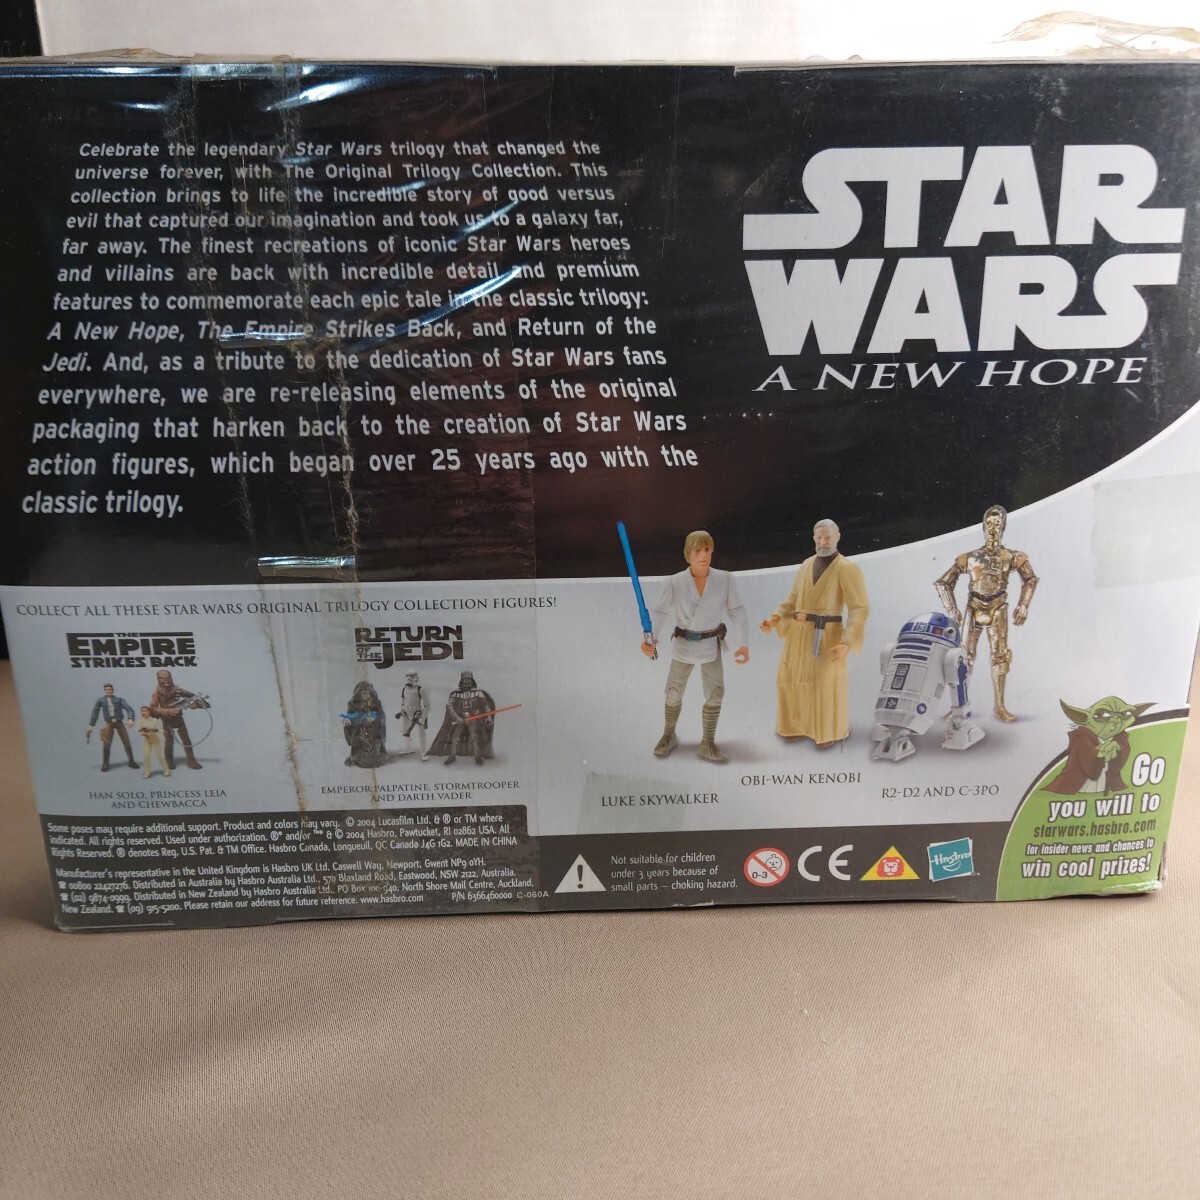 Celebrate the legendary Star Wars trilogy that changed the
universe forever, with The Original Trilogy Collection. This
collection brings to life the incredible story of good versus
evil that captured our imagination and took us to a galaxy far,
far away. The finest recreations of iconic Star Wars heroes
and villains are back with incredible detail and premium
features to commemorate each epic tale in the classic trilogy:
A New Hope, The Empire Strikes Back, and Return of the
Jedi. And, as a tribute to the dedication of Star Wars fans
everywhere, we are re-releasing elements of the original
packaging that harken back to the creation of Star Wars
action figures, which began over 25 years ago with the
classic trilogy.
STAR
WARS
A NEW HOPE
COLLECT ALL THESE STAR WARS ORIGINAL TRILOGY COLLECTION FIGURES!
THE
EMPIRE
STRIKES BACK
HAN SOLO, PRINCESS LEIA
AND CHEWBACCA
RETURN
OF THE JEDI
EMPEROR PALPATINE, STORMTROOPER
AND DARTH VADER
LUKE SKYWALKER
OBI-WAN KENOBI
R2-D2 AND C-3PO
Go
you will to
starwars.hasbro.com
for insider news and chances to
win cool prizes!
Some poses may require additional support. Product and colors may vary. © 2004 Lucasfilm Ltd. & ® or TM where
indicated. All rights reserved. Used under authorization. ®* and/or ™* & © 2004 Hasbro, Pawtucket, RI 02862 USA. All
Rights Reserved. ® denotes Reg. U.S. Pat. & TM Office. Hasbro Canada, Longueuil, QC Canada J4G 1G2. MADE IN CHINA
Manufacturer's representative in the United Kingdom is Hasbro UK Ltd. Caswell Way, Newport, Gwent NP9 0YH.
☎ 00800 22427276. Distributed in Australia by Hasbro Australia Ltd., 570 Blaxland Road, Eastwood, NSW 2122, Australia.
☎ (02) 9874-0999. Distributed in New Zealand by Hasbro Australia Ltd., PO Box 100-940, North Shore Mail Centre, Auckland,
New Zealand. ☎ (09) 915-5200. Please retain our address for future reference. www.hasbro.com P/N 6366460000 C-060A
Not suitable for children
under 3 years because of
small parts – choking hazard.
0-3
CE
Hasbro